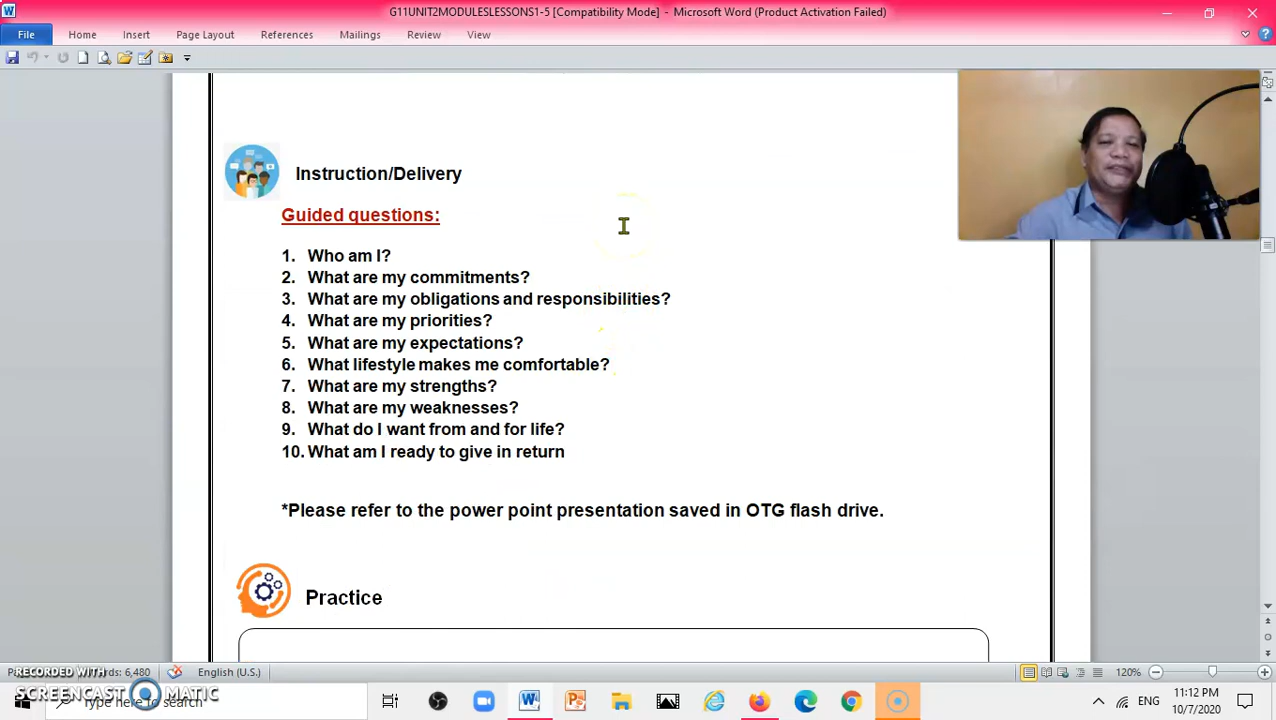 G11UNIT2MODULESLESSONS1-5 [Compatibility Mode] - Microsoft Word (Product Activation Failed)
File Home Insert Page Layout References Mailings Review View
Instruction/Delivery
Guided questions:
1. Who am I?
2. What are my commitments?
3. What are my obligations and responsibilities?
4. What are my priorities?
5. What are my expectations?
6. What lifestyle makes me comfortable?
7. What are my strengths?
8. What are my weaknesses?
9. What do I want from and for life?
10. What am I ready to give in return
*Please refer to the power point presentation saved in OTG flash drive.
Practice
6,480 English (U.S.) 120%
RECORDED WITH
SCREENCAST MATIC
Type here to search
ENG 11:12 PM
10/7/2020